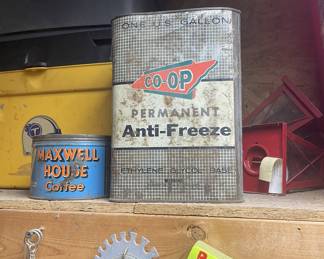 ONE U.S. GALLON
CO-OP
PERMANENT
Anti-Freeze
ETHYLENE GLYCOL BASE
MAXWELL
HOUSE
Coffee